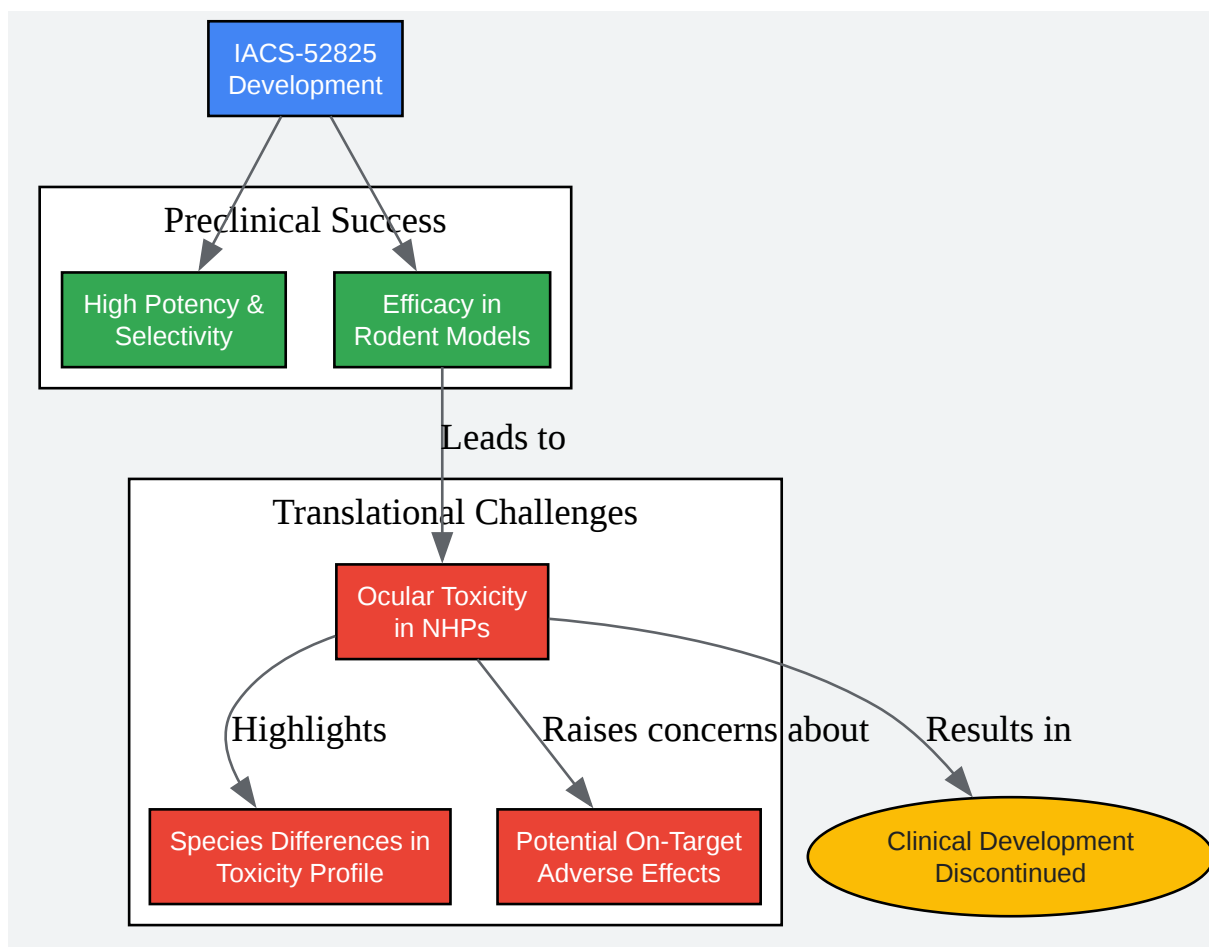 IACS-52825
Development
Preclinical Success
High Potency &
Selectivity
Efficacy in
Rodent Models
Leads to
Translational Challenges
Ocular Toxicity
in NHPs
Highlights
Raises concerns about
Results in
Species Differences in
Toxicity Profile
Potential On-Target
Adverse Effects
Clinical Development
Discontinued